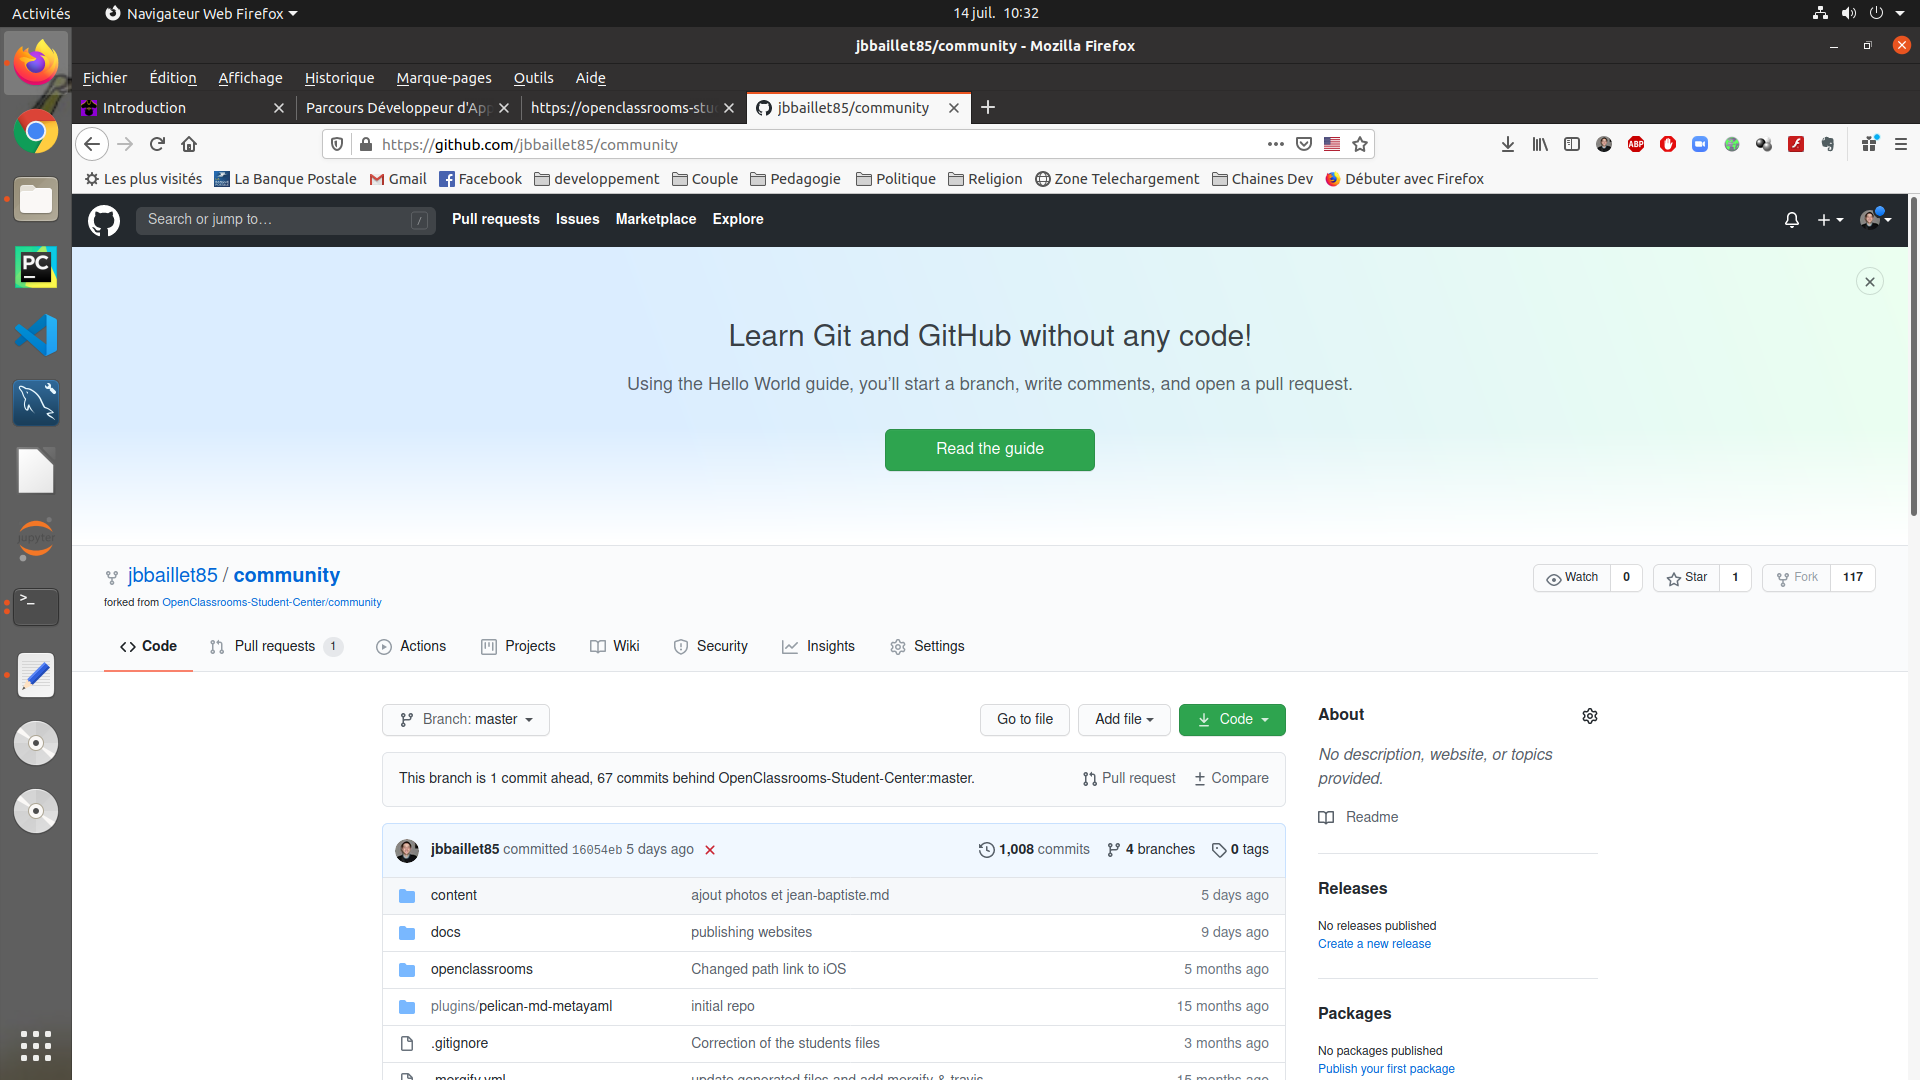 Activités
Navigateur Web Firefox
14 juil. 10:32
jbbaillet85/community - Mozilla Firefox
Fichier Édition Affichage Historique Marque-pages Outils Aide
Introduction
Parcours Développeur d'App
https://openclassrooms-stu
jbbaillet85/community
https://github.com/jbbaillet85/community
ABP
Les plus visités La Banque Postale Gmail Facebook developpement Couple Pedagogie Politique Religion Zone Telechargement Chaines Dev Débuter avec Firefox
Search or jump to… /
Pull requests Issues Marketplace Explore
PC
jupyter
>_
Learn Git and GitHub without any code!
Using the Hello World guide, you’ll start a branch, write comments, and open a pull request.
Read the guide
jbbaillet85 / community
forked from OpenClassrooms-Student-Center/community
Watch 0 Star 1 Fork 117
Code Pull requests 1 Actions Projects Wiki Security Insights Settings
Branch: master
Go to file Add file Code
This branch is 1 commit ahead, 67 commits behind OpenClassrooms-Student-Center:master.
Pull request Compare
jbbaillet85 committed 16054eb 5 days ago
1,008 commits 4 branches 0 tags
content ajout photos et jean-baptiste.md 5 days ago
docs publishing websites 9 days ago
openclassrooms Changed path link to iOS 5 months ago
plugins/pelican-md-metayaml initial repo 15 months ago
.gitignore Correction of the students files 3 months ago
.mergify.yml update generated files and add mergify & travis 15 months ago
About
No description, website, or topics
provided.
Readme
Releases
No releases published
Create a new release
Packages
No packages published
Publish your first package